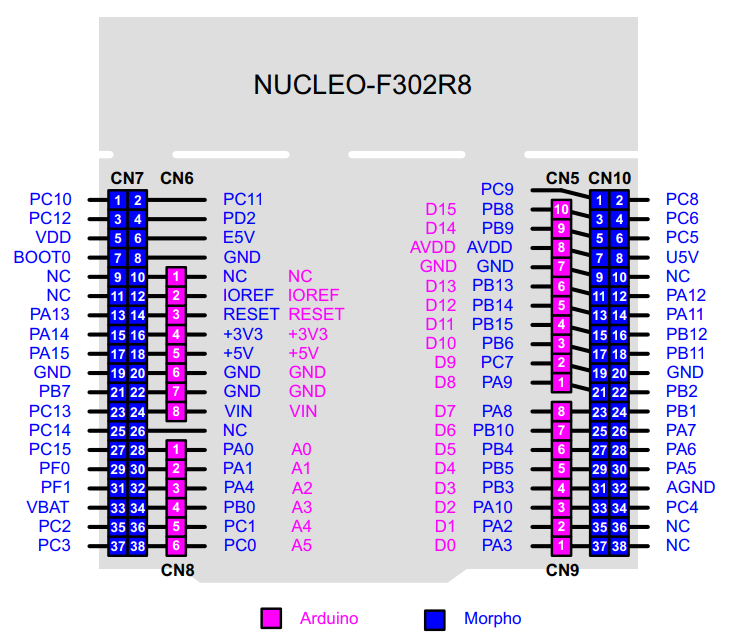 NUCLEO-F302R8
CN7 CN6 CN5 CN10
PC9
PC10 1 2 PC11 1 2 PC8
D15 PB8 10
PC12 3 4 PD2 3 4 PC6
D14 PB9 9
VDD 5 6 E5V 5 6 PC5
AVDD AVDD 8
BOOT0 7 8 GND 7 8 U5V
GND GND 7
NC 9 10 1 NC NC 9 10 NC
D13 PB13 6
NC 11 12 2 IOREF IOREF 11 12 PA12
D12 PB14 5
PA13 13 14 3 RESET RESET 13 14 PA11
D11 PB15 4
PA14 15 16 4 +3V3 +3V3 15 16 PB12
D10 PB6 3
PA15 17 18 5 +5V +5V 17 18 PB11
D9 PC7 2
GND 19 20 6 GND GND 19 20 GND
D8 PA9 1
PB7 21 22 7 GND GND 21 22 PB2
PC13 23 24 8 VIN VIN D7 PA8 8 23 24 PB1
PC14 25 26 NC D6 PB10 7 25 26 PA7
PC15 27 28 1 PA0 A0 D5 PB4 6 27 28 PA6
PF0 29 30 2 PA1 A1 D4 PB5 5 29 30 PA5
PF1 31 32 3 PA4 A2 D3 PB3 4 31 32 AGND
VBAT 33 34 4 PB0 A3 D2 PA10 3 33 34 PC4
PC2 35 36 5 PC1 A4 D1 PA2 2 35 36 NC
PC3 37 38 6 PC0 A5 D0 PA3 1 37 38 NC
CN8 CN9
Arduino Morpho